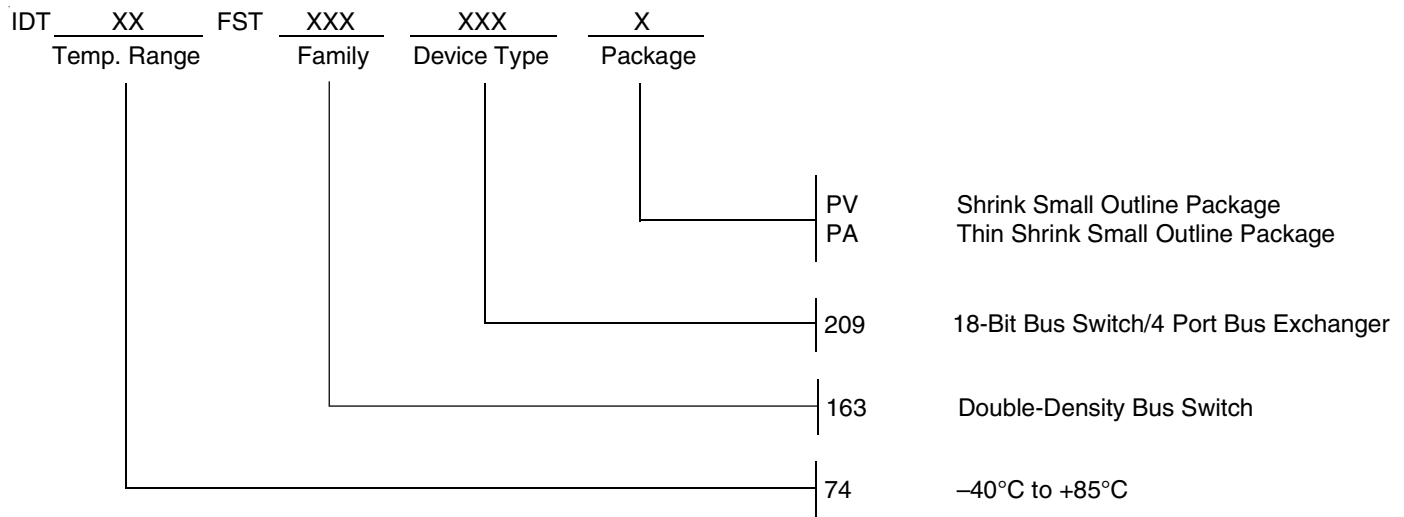 IDT XX FST XXX XXX X
Temp. Range Family Device Type Package
PV Shrink Small Outline Package
PA Thin Shrink Small Outline Package
209 18-Bit Bus Switch/4 Port Bus Exchanger
163 Double-Density Bus Switch
74 –40°C to +85°C